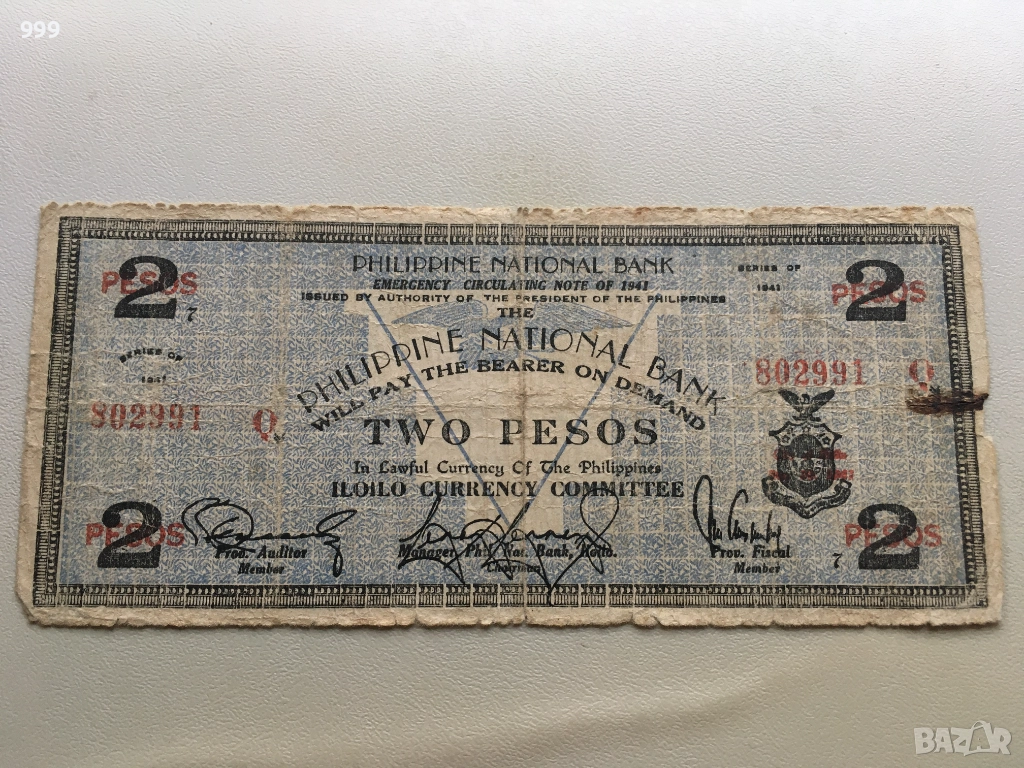 999
PHILIPPINE NATIONAL BANK
EMERGENCY CIRCULATING NOTE OF 1941
ISSUED BY AUTHORITY OF THE PRESIDENT OF THE PHILIPPINES
SERIES OF
1941
2 PESOS
7
2 PESOS
THE
PHILIPPINE NATIONAL BANK
WILL PAY THE BEARER ON DEMAND
SERIES OF
1941
802991 Q
802991 Q
TWO PESOS
In Lawful Currency Of The Philippines
ILOILO CURRENCY COMMITTEE
2 PESOS
Prov. Auditor
Member
Manager Phil. Nat. Bank, Iloilo.
Chairman
Prov. Fiscal
Member
7
2 PESOS
BAZAR